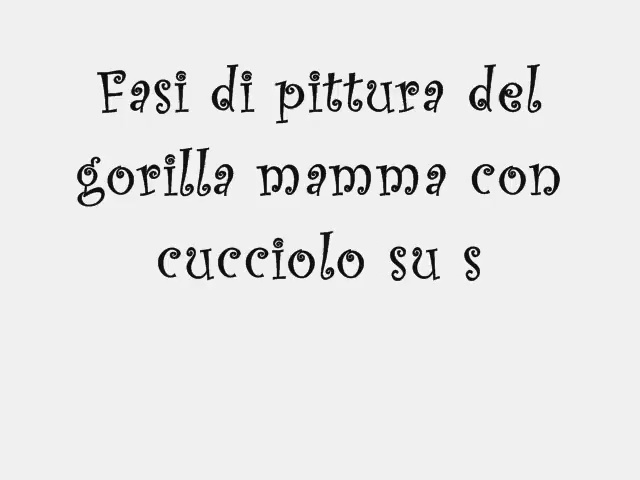 Fasi di pittura del
gorilla mamma con
cucciolo su s